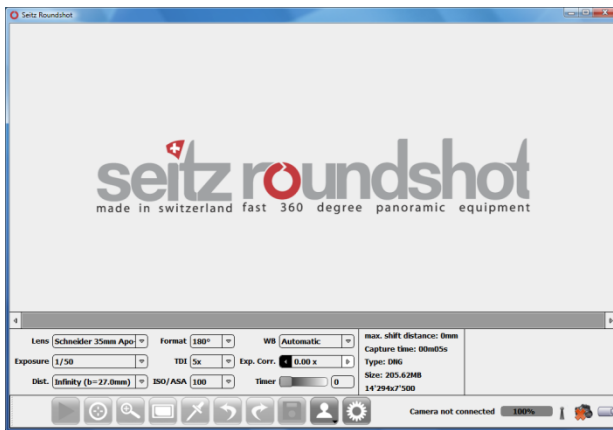 Seitz Roundshot
seitz roundshot
made in switzerland fast 360 degree panoramic equipment
Lens Schneider 35mm Apo- Format 180° WB Automatic
Exposure 1/50 TDI 5x Exp. Corr. 0.00 x
Dist. Infinity (b=27.0mm) ISO/ASA 100 Timer 0
max. shift distance: 0mm
Capture time: 00m05s
Type: DNG
Size: 205.62MB
14'294x7'500
Camera not connected 100%